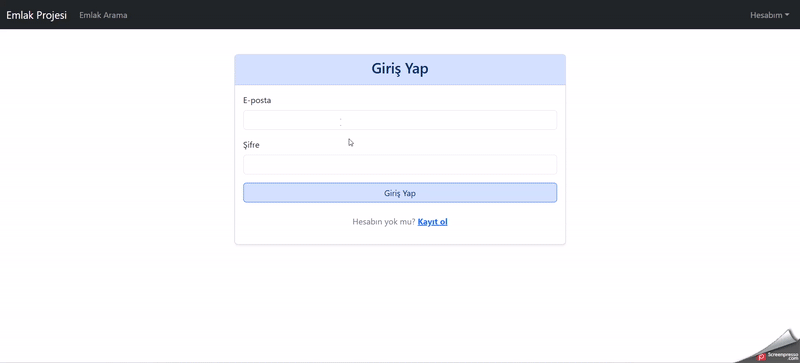 Emlak Projesi Emlak Arama Hesabım
Giriş Yap
E-posta
Şifre
Giriş Yap
Hesabın yok mu? Kayıt ol
Screenpresso
.com